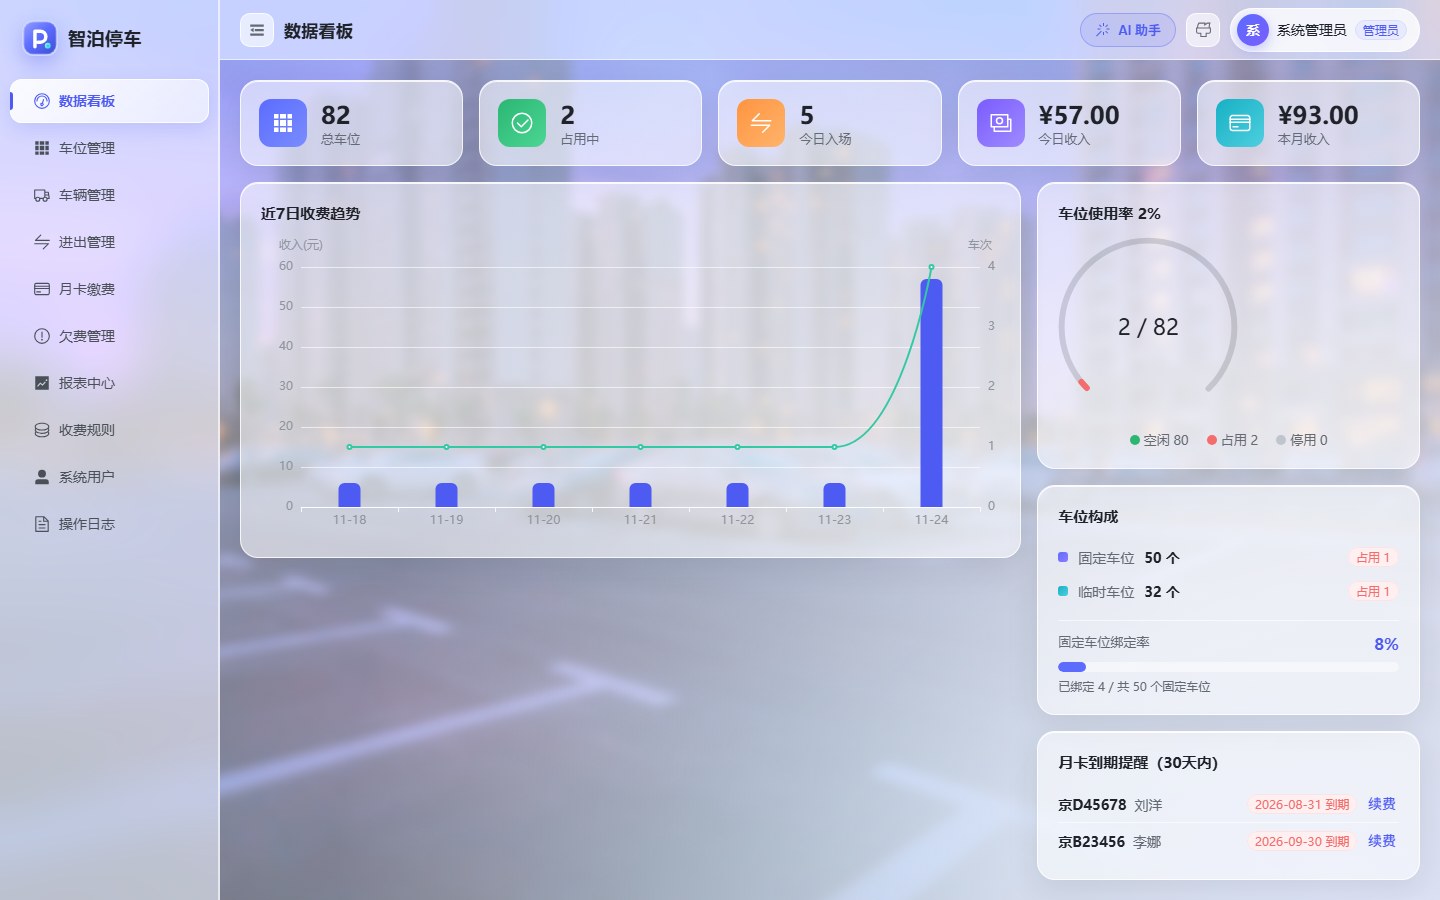 智泊停车
数据看板
车位管理
车辆管理
进出管理
月卡缴费
欠费管理
报表中心
收费规则
系统用户
操作日志
数据看板
AI 助手
系
系统管理员
管理员
82
总车位
2
占用中
5
今日入场
¥57.00
今日收入
¥93.00
本月收入
近7日收费趋势
收入(元)
车次
60
50
40
30
20
10
0
4
3
2
1
0
11-18
11-19
11-20
11-21
11-22
11-23
11-24
车位使用率 2%
2 / 82
空闲 80
占用 2
停用 0
车位构成
固定车位 50 个
占用 1
临时车位 32 个
占用 1
固定车位绑定率
8%
已绑定 4 / 共 50 个固定车位
月卡到期提醒（30天内）
京D45678 刘洋
2026-08-31 到期
续费
京B23456 李娜
2026-09-30 到期
续费